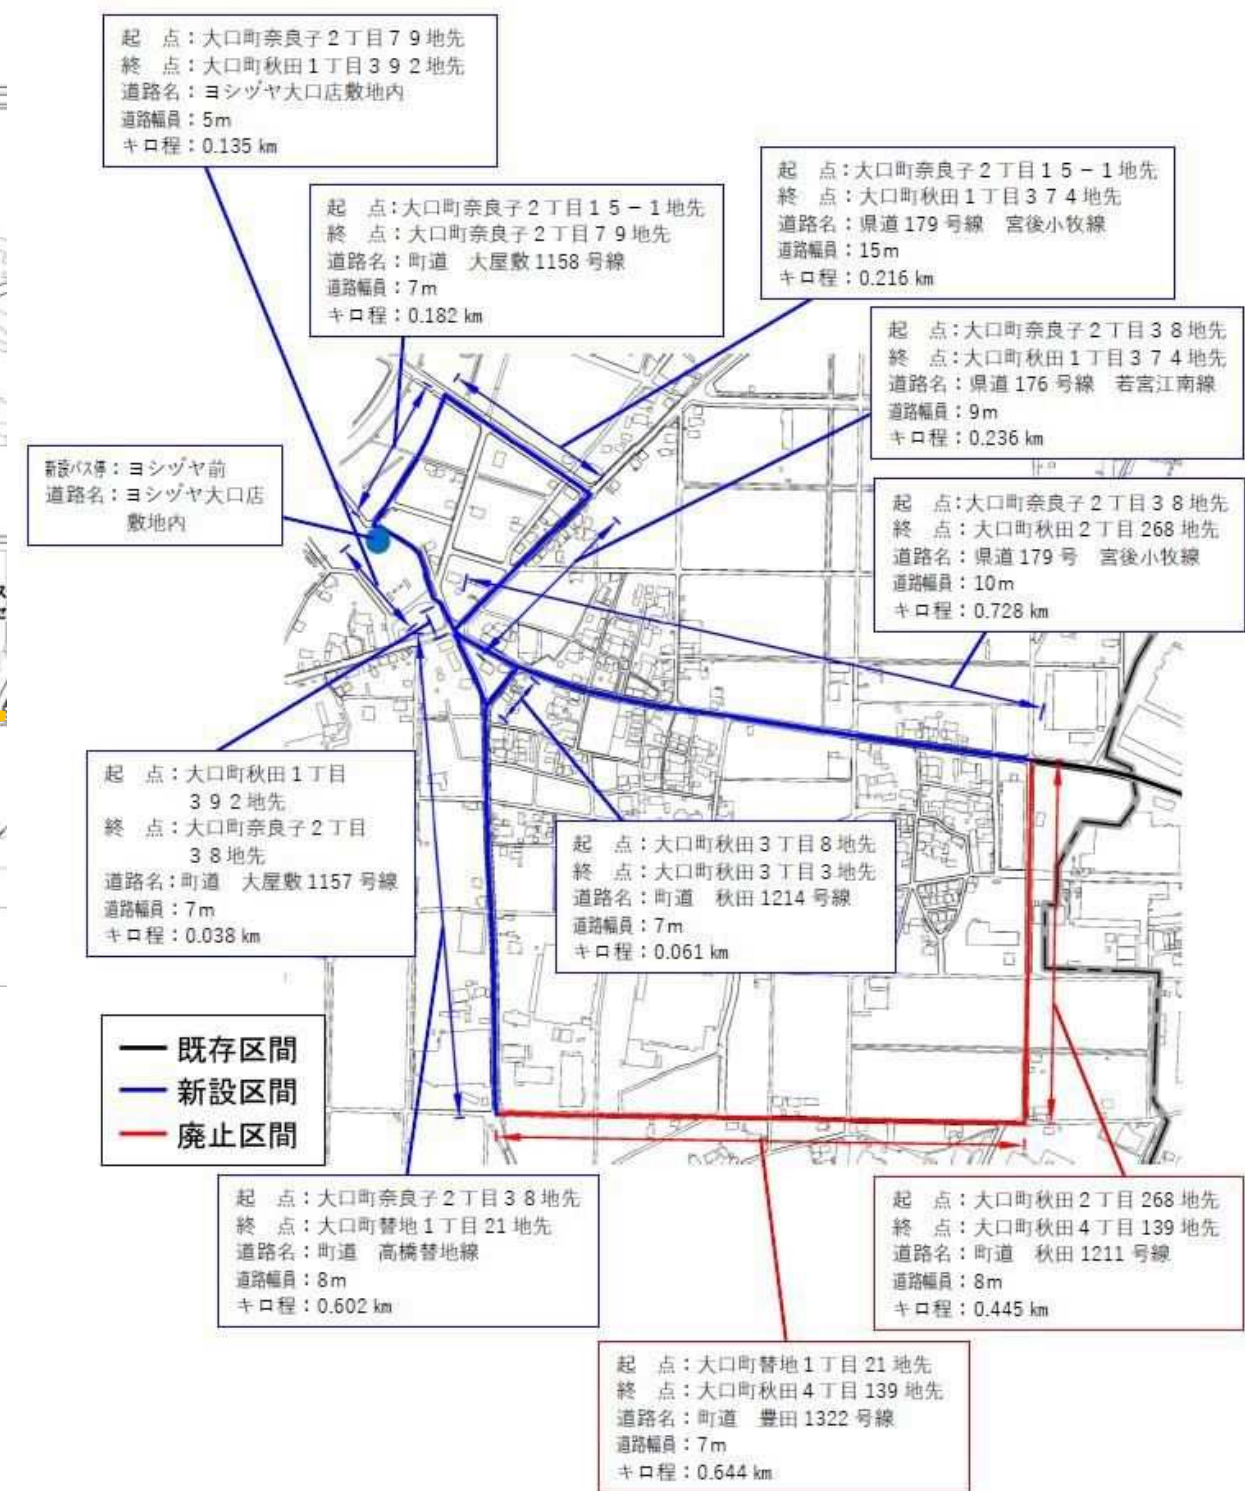 起　点：大口町奈良子２丁目７９地先
終　点：大口町秋田１丁目３９２地先
道路名：ヨシヅヤ大口店敷地内
道路幅員：5m
キロ程：0.135 km
起　点：大口町奈良子２丁目１５－１地先
終　点：大口町奈良子２丁目７９地先
道路名：町道　大屋敷 1158 号線
道路幅員：7m
キロ程：0.182 km
起　点：大口町奈良子２丁目１５－１地先
終　点：大口町秋田１丁目３７４地先
道路名：県道 179 号線　宮後小牧線
道路幅員：15m
キロ程：0.216 km
起　点：大口町奈良子２丁目３８地先
終　点：大口町秋田１丁目３７４地先
道路名：県道 176 号線　若宮江南線
道路幅員：9m
キロ程：0.236 km
新設バス停：ヨシヅヤ前
道路名：ヨシヅヤ大口店
敷地内
起　点：大口町奈良子２丁目３８地先
終　点：大口町秋田２丁目 268 地先
道路名：県道 179 号　宮後小牧線
道路幅員：10m
キロ程：0.728 km
起　点：大口町秋田１丁目
３９２地先
終　点：大口町奈良子２丁目
３８地先
道路名：町道　大屋敷 1157 号線
道路幅員：7m
キロ程：0.038 km
起　点：大口町秋田３丁目８地先
終　点：大口町秋田３丁目３地先
道路名：町道　秋田 1214 号線
道路幅員：7m
キロ程：0.061 km
既存区間
新設区間
廃止区間
起　点：大口町奈良子２丁目３８地先
終　点：大口町替地１丁目 21 地先
道路名：町道　高橋替地線
道路幅員：8m
キロ程：0.602 km
起　点：大口町秋田２丁目 268 地先
終　点：大口町秋田４丁目 139 地先
道路名：町道　秋田 1211 号線
道路幅員：8m
キロ程：0.445 km
起　点：大口町替地１丁目 21 地先
終　点：大口町秋田４丁目 139 地先
道路名：町道　豊田 1322 号線
道路幅員：7m
キロ程：0.644 km